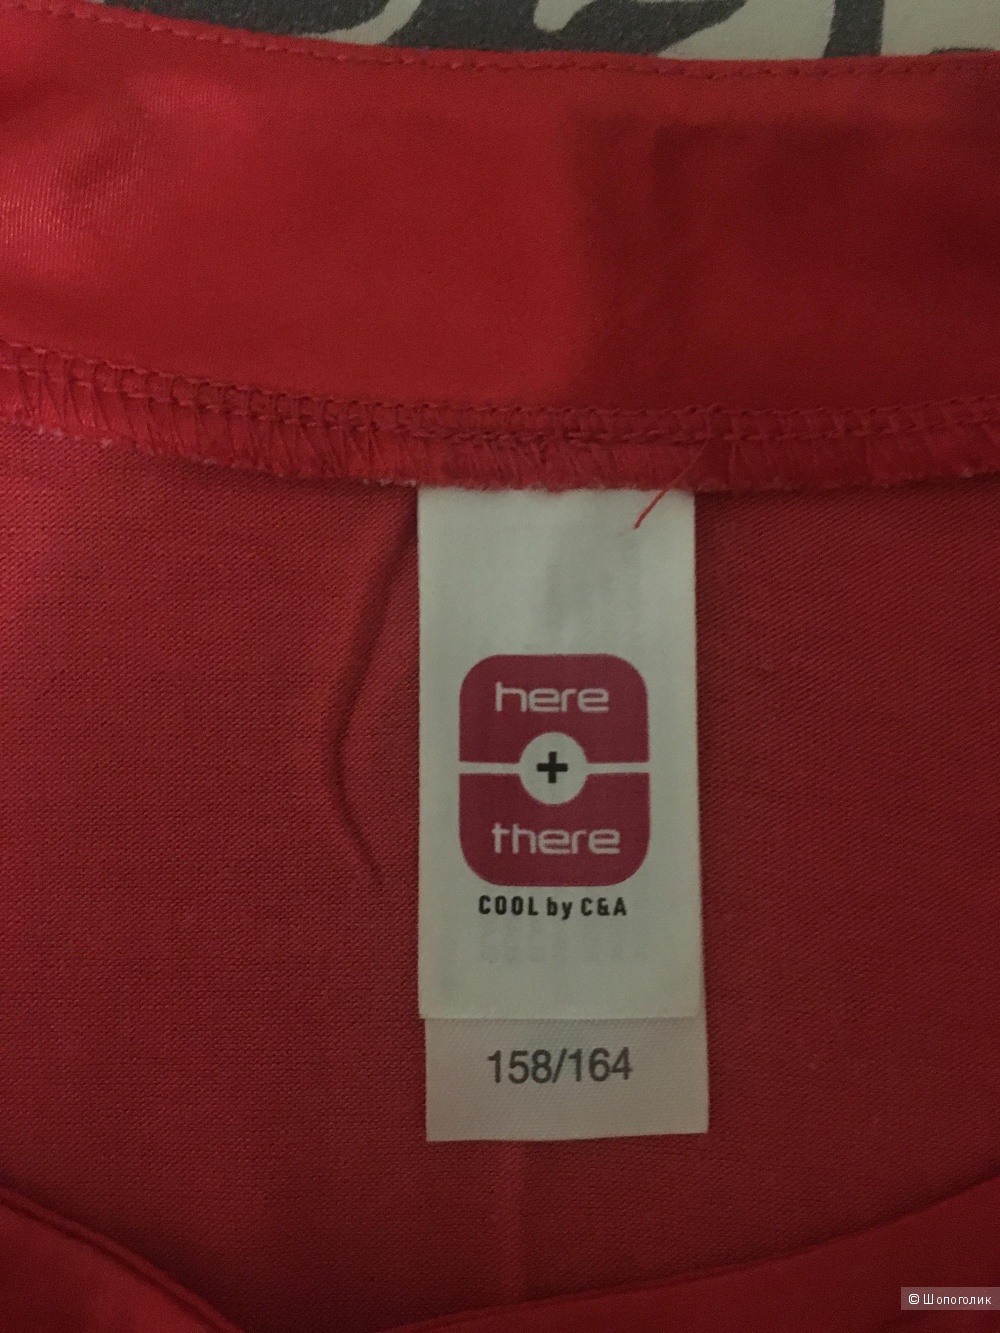 here
+
there
COOL by C&A
158/164
© Шопоголик